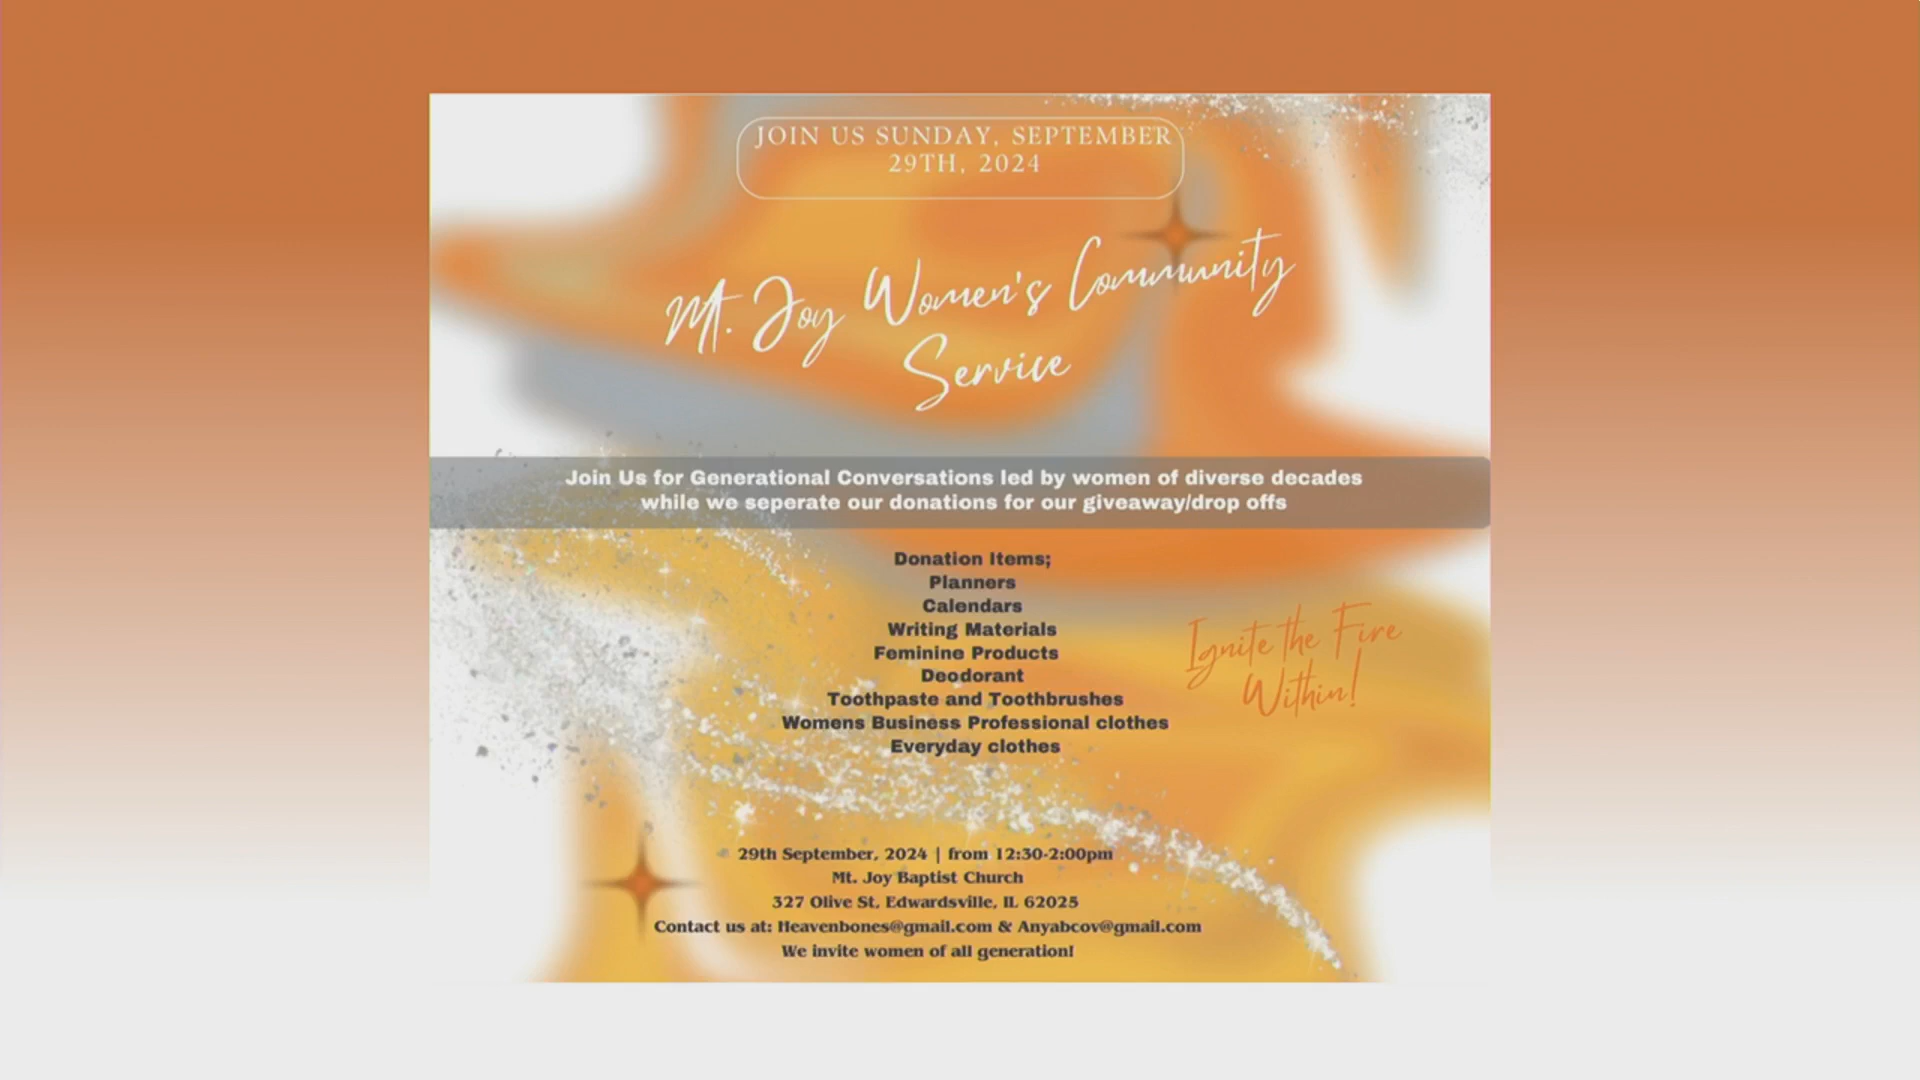 JOIN US SUNDAY, SEPTEMBER
29TH, 2024
Mt. Joy Women's Community
Service
Join Us for Generational Conversations led by women of diverse decades
while we seperate our donations for our giveaway/drop offs
Donation Items;
Planners
Calendars
Writing Materials
Feminine Products
Deodorant
Toothpaste and Toothbrushes
Womens Business Professional clothes
Everyday clothes
Ignite the Fire
Within!
29th September, 2024 | from 12:30-2:00pm
Mt. Joy Baptist Church
327 Olive St, Edwardsville, IL 62025
Contact us at: Heavenbones@gmail.com & Anyabcov@gmail.com
We invite women of all generation!